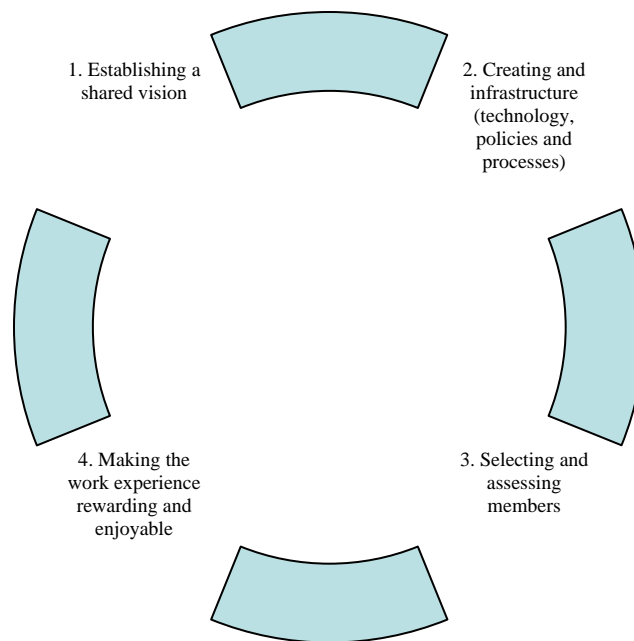 1. Establishing a
shared vision
2. Creating and
infrastructure
(technology,
policies and
processes)
3. Selecting and
assessing
members
4. Making the
work experience
rewarding and
enjoyable